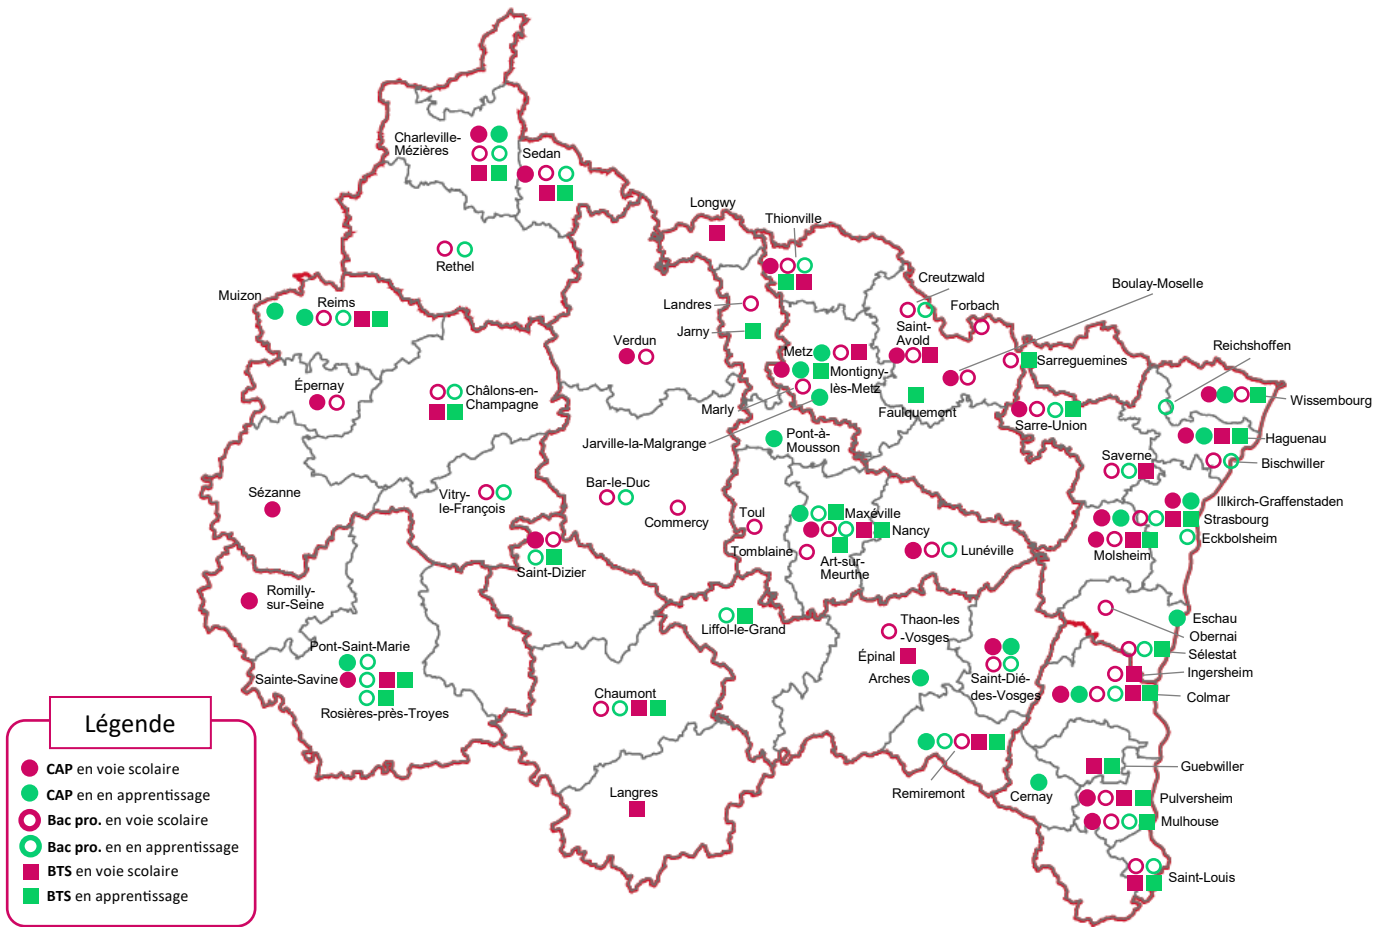 Charleville-
Mézières
Sedan
Rethel
Longwy
Thionville
Creutzwald
Forbach
Boulay-Moselle
Muizon
Reims
Landres
Jarny
Saint-
Avold
Verdun
Metz
Montigny-
lès-Metz
Sarreguemines
Reichshoffen
Wissembourg
Épernay
Châlons-en-
Champagne
Marly
Faulquemont
Sarre-Union
Haguenau
Jarville-la-Malgrange
Pont-à-
Mousson
Saverne
Bischwiller
Sézanne
Vitry-
le-François
Bar-le-Duc
Commercy
Toul
Maxéville
Nancy
Illkirch-Graffenstaden
Strasbourg
Eckbolsheim
Molsheim
Tomblaine
Art-sur-
Meurthe
Lunéville
Saint-Dizier
Romilly-
sur-Seine
Liffol-le-Grand
Thaon-les
-Vosges
Épinal
Arches
Saint-Dié-
des-Vosges
Eschau
Obernai
Sélestat
Ingersheim
Colmar
Pont-Saint-Marie
Sainte-Savine
Rosières-près-Troyes
Chaumont
Remiremont
Cernay
Guebwiller
Pulversheim
Mulhouse
Langres
Saint-Louis
Légende
CAP en voie scolaire
CAP en en apprentissage
Bac pro. en voie scolaire
Bac pro. en en apprentissage
BTS en voie scolaire
BTS en apprentissage